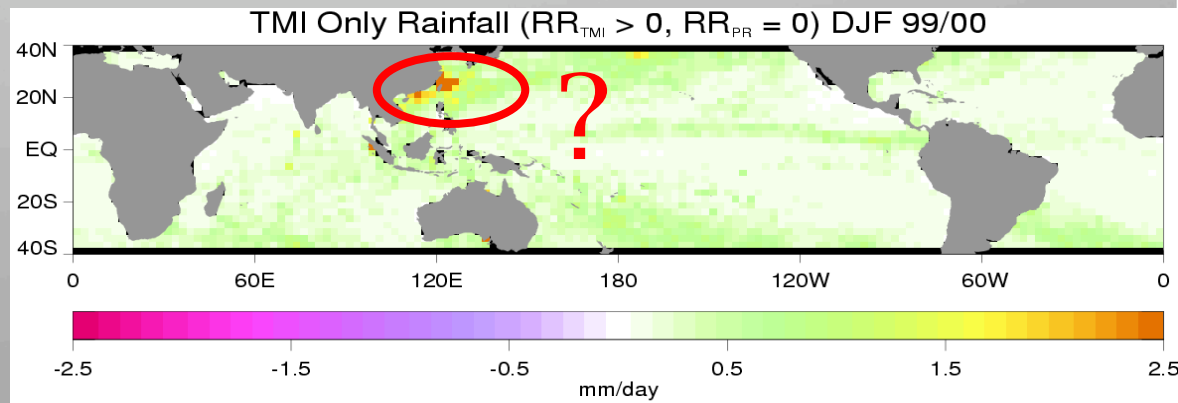 TMI Only Rainfall (RR_TMI > 0, RR_PR = 0) DJF 99/00
40N
20N
EQ
20S
40S
?
0 60E 120E 180 120W 60W 0
-2.5 -1.5 -0.5 0.5 1.5 2.5
mm/day